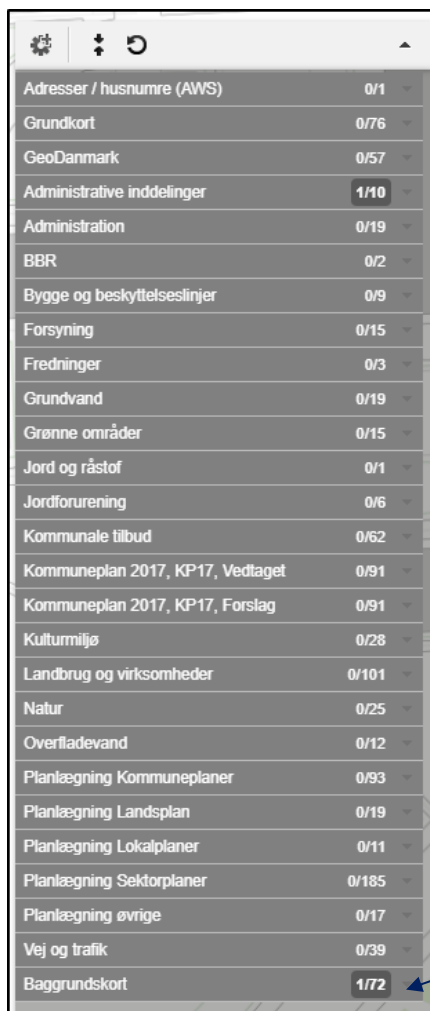 Adresser / husnumre (AWS) 0/1
Grundkort 0/76
GeoDanmark 0/57
Administrative inddelinger 1/10
Administration 0/19
BBR 0/2
Bygge og beskyttelseslinjer 0/9
Forsyning 0/15
Fredninger 0/3
Grundvand 0/19
Grønne områder 0/15
Jord og råstof 0/1
Jordforurening 0/6
Kommunale tilbud 0/62
Kommuneplan 2017, KP17, Vedtaget 0/91
Kommuneplan 2017, KP17, Forslag 0/91
Kulturmiljø 0/28
Landbrug og virksomheder 0/101
Natur 0/25
Overfladevand 0/12
Planlægning Kommuneplaner 0/93
Planlægning Landsplan 0/19
Planlægning Lokalplaner 0/11
Planlægning Sektorplaner 0/185
Planlægning øvrige 0/17
Vej og trafik 0/39
Baggrundskort 1/72